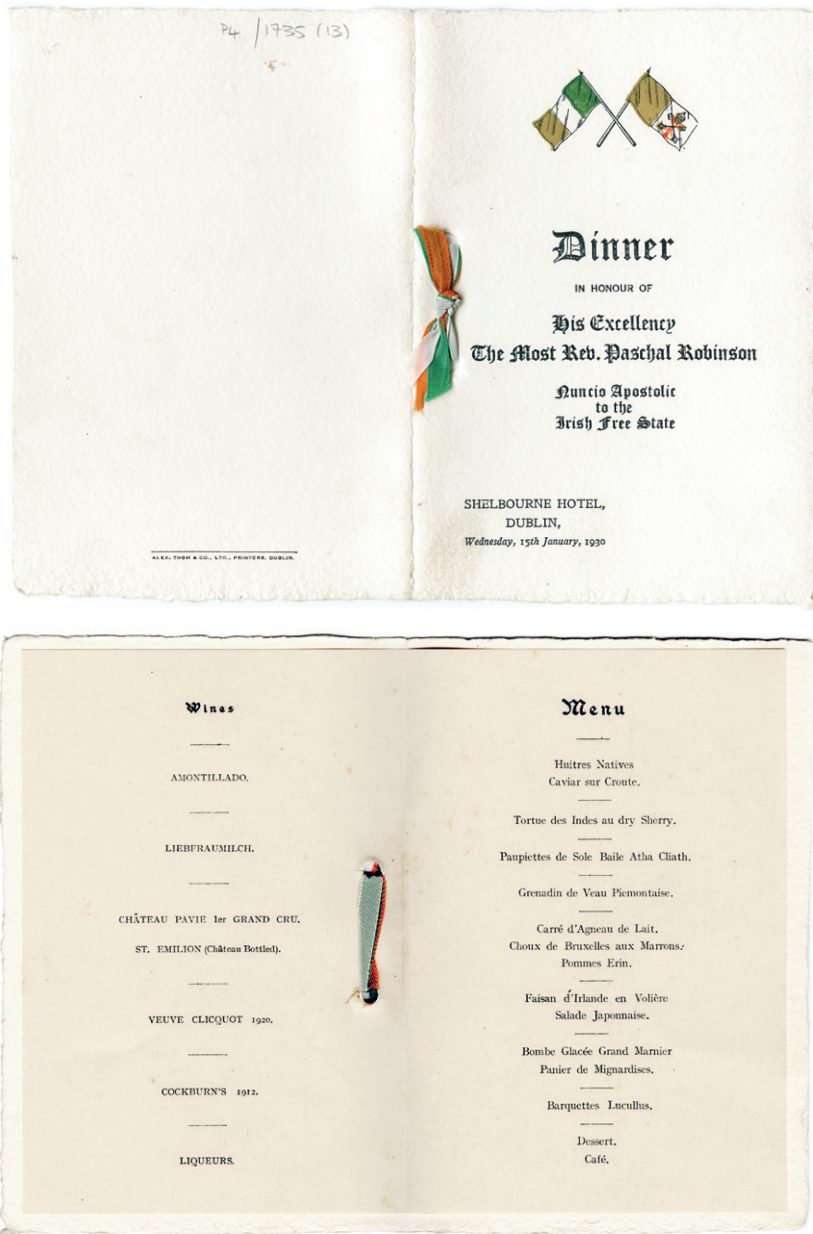 P4/1735 (13)
Dinner
IN HONOUR OF
His Excellency
The Most Rev. Paschal Robinson
Nuncio Apostolic
to the
Irish Free State
SHELBOURNE HOTEL,
DUBLIN,
Wednesday, 15th January, 1930
ALEX. THOM & CO., LTD., PRINTERS, DUBLIN.
Wines
AMONTILLADO.
LIEBFRAUMILCH.
CHÂTEAU PAVIE 1er GRAND CRU.
ST. EMILION (Château Bottled).
VEUVE CLICQUOT 1920.
COCKBURN'S 1912.
LIQUEURS.
Menu
Huitres Natives
Caviar sur Croute.
Tortue des Indes au dry Sherry.
Paupiettes de Sole Baile Atha Cliath.
Grenadin de Veau Piemontaise.
Carré d'Agneau de Lait.
Choux de Bruxelles aux Marrons.
Pommes Erin.
Faisan d'Irlande en Volière
Salade Japonnaise.
Bombe Glacée Grand Marnier
Panier de Mignardises.
Barquettes Lucullus.
Dessert.
Café.